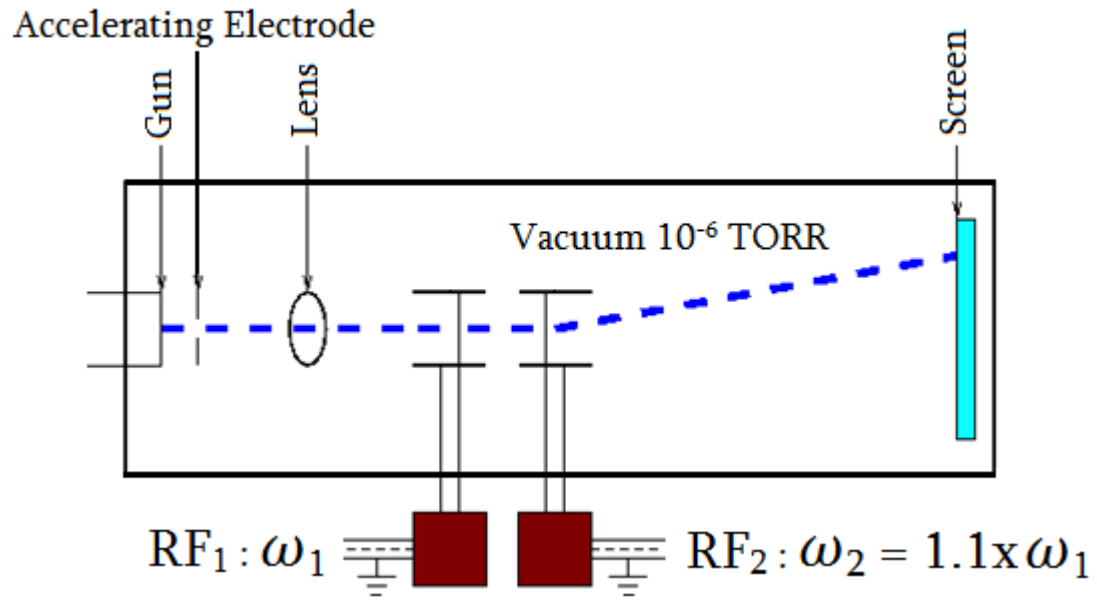 Accelerating Electrode
Gun
Lens
Screen
Vacuum 10⁻⁶ TORR
RF₁ : ω₁
RF₂ : ω₂ = 1.1x ω₁